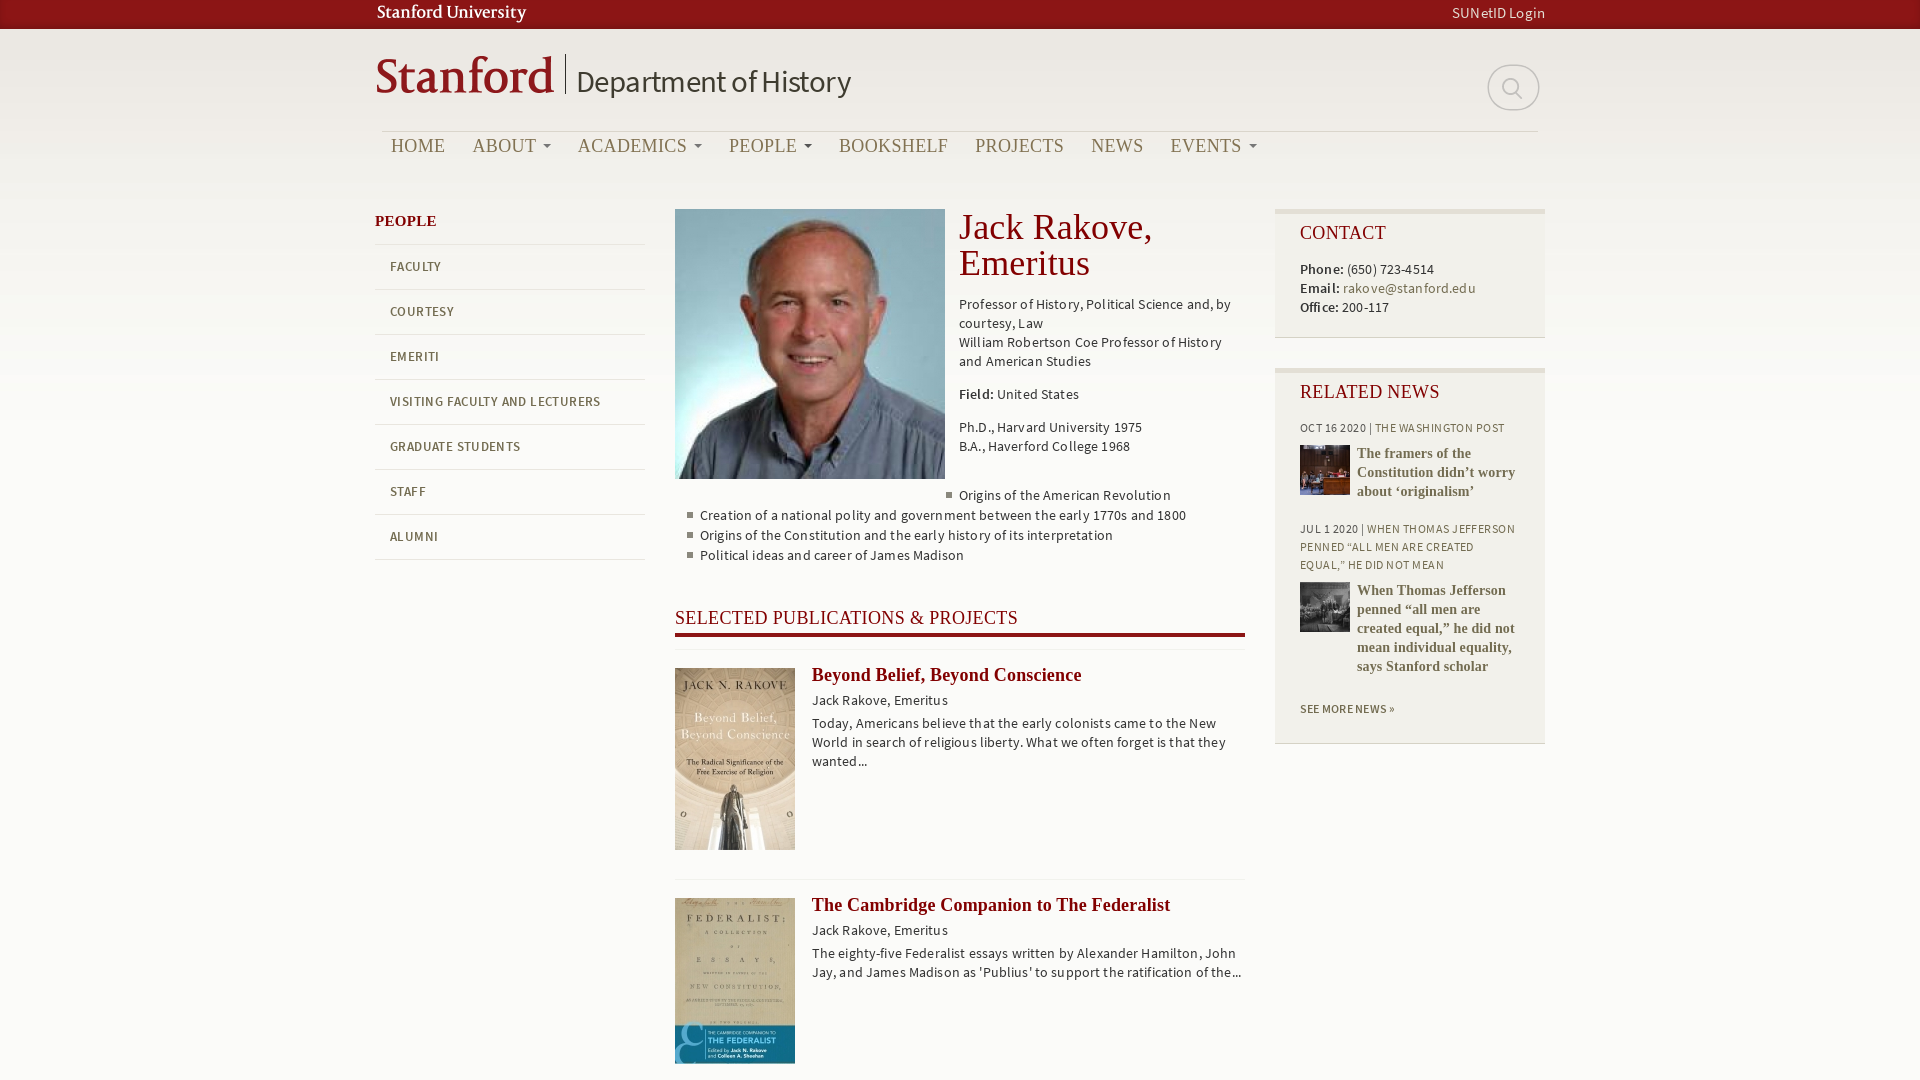 Stanford University
SUNetID Login
Stanford
Department of History
HOME
ABOUT
ACADEMICS
PEOPLE
BOOKSHELF
PROJECTS
NEWS
EVENTS
PEOPLE
FACULTY
COURTESY
EMERITI
VISITING FACULTY AND LECTURERS
GRADUATE STUDENTS
STAFF
ALUMNI
Jack Rakove,
Emeritus
Professor of History, Political Science and, by
courtesy, Law
William Robertson Coe Professor of History
and American Studies
Field: United States
Ph.D., Harvard University 1975
B.A., Haverford College 1968
Origins of the American Revolution
Creation of a national polity and government between the early 1770s and 1800
Origins of the Constitution and the early history of its interpretation
Political ideas and career of James Madison
SELECTED PUBLICATIONS & PROJECTS
JACK N. RAKOVE
Beyond Belief,
Beyond Conscience
The Radical Significance of the
Free Exercise of Religion
Beyond Belief, Beyond Conscience
Jack Rakove, Emeritus
Today, Americans believe that the early colonists came to the New
World in search of religious liberty. What we often forget is that they
wanted...
FEDERALIST:
A COLLECTION
OF
ESSAYS,
NEW CONSTITUTION,
THE CAMBRIDGE COMPANION TO
THE FEDERALIST
Edited by Jack N. Rakove
and Colleen A. Sheehan
The Cambridge Companion to The Federalist
Jack Rakove, Emeritus
The eighty-five Federalist essays written by Alexander Hamilton, John
Jay, and James Madison as 'Publius' to support the ratification of the...
CONTACT
Phone: (650) 723-4514
Email: rakove@stanford.edu
Office: 200-117
RELATED NEWS
OCT 16 2020 | THE WASHINGTON POST
The framers of the
Constitution didn’t worry
about ‘originalism’
JUL 1 2020 | WHEN THOMAS JEFFERSON
PENNED “ALL MEN ARE CREATED
EQUAL,” HE DID NOT MEAN
When Thomas Jefferson
penned “all men are
created equal,” he did not
mean individual equality,
says Stanford scholar
SEE MORE NEWS »